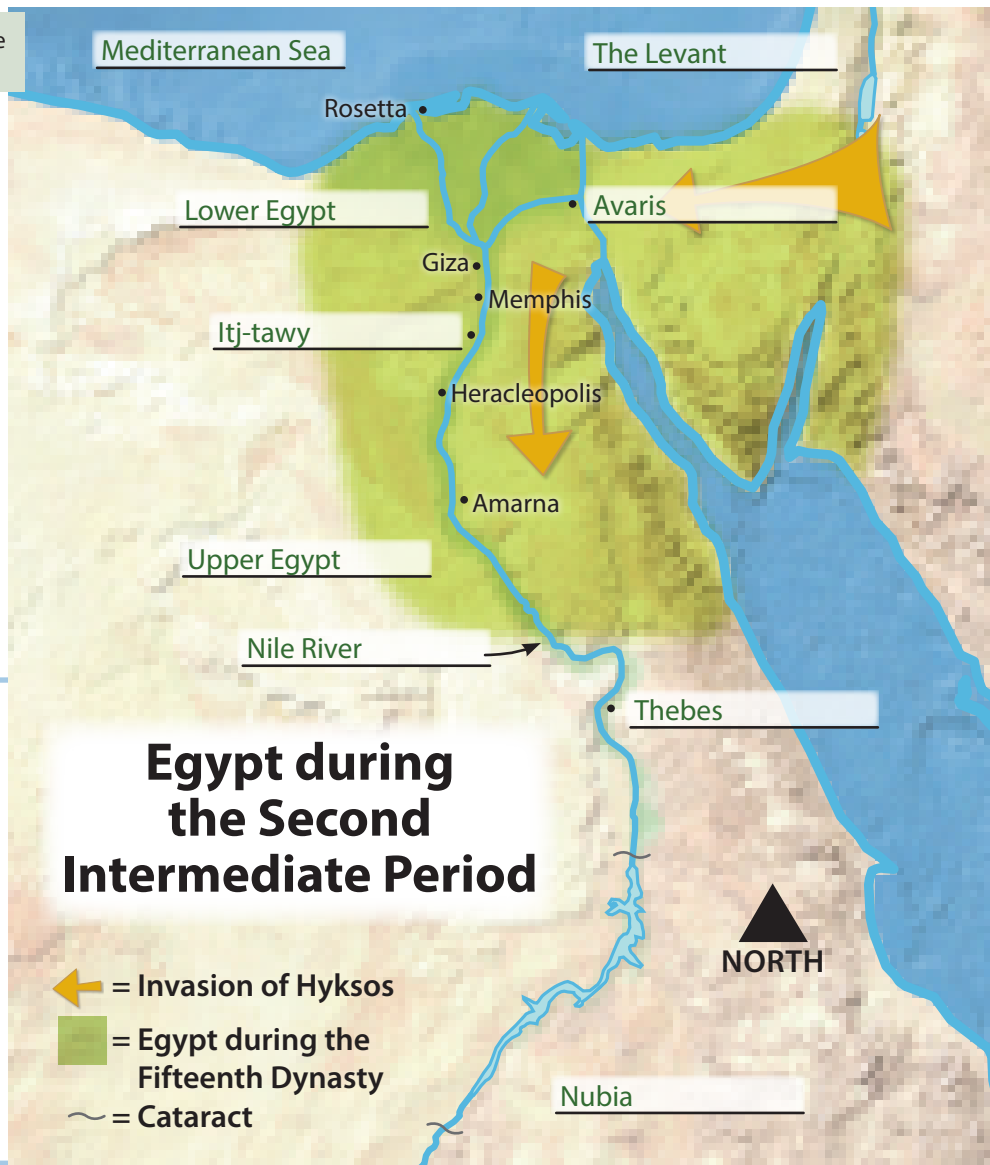 e
Mediterranean Sea
The Levant
Rosetta
Lower Egypt
Avaris
Giza
Memphis
Itj-tawy
Heracleopolis
Amarna
Upper Egypt
Nile River
Thebes
Egypt during
the Second
Intermediate Period
NORTH
= Invasion of Hyksos
= Egypt during the
Fifteenth Dynasty
= Cataract
Nubia